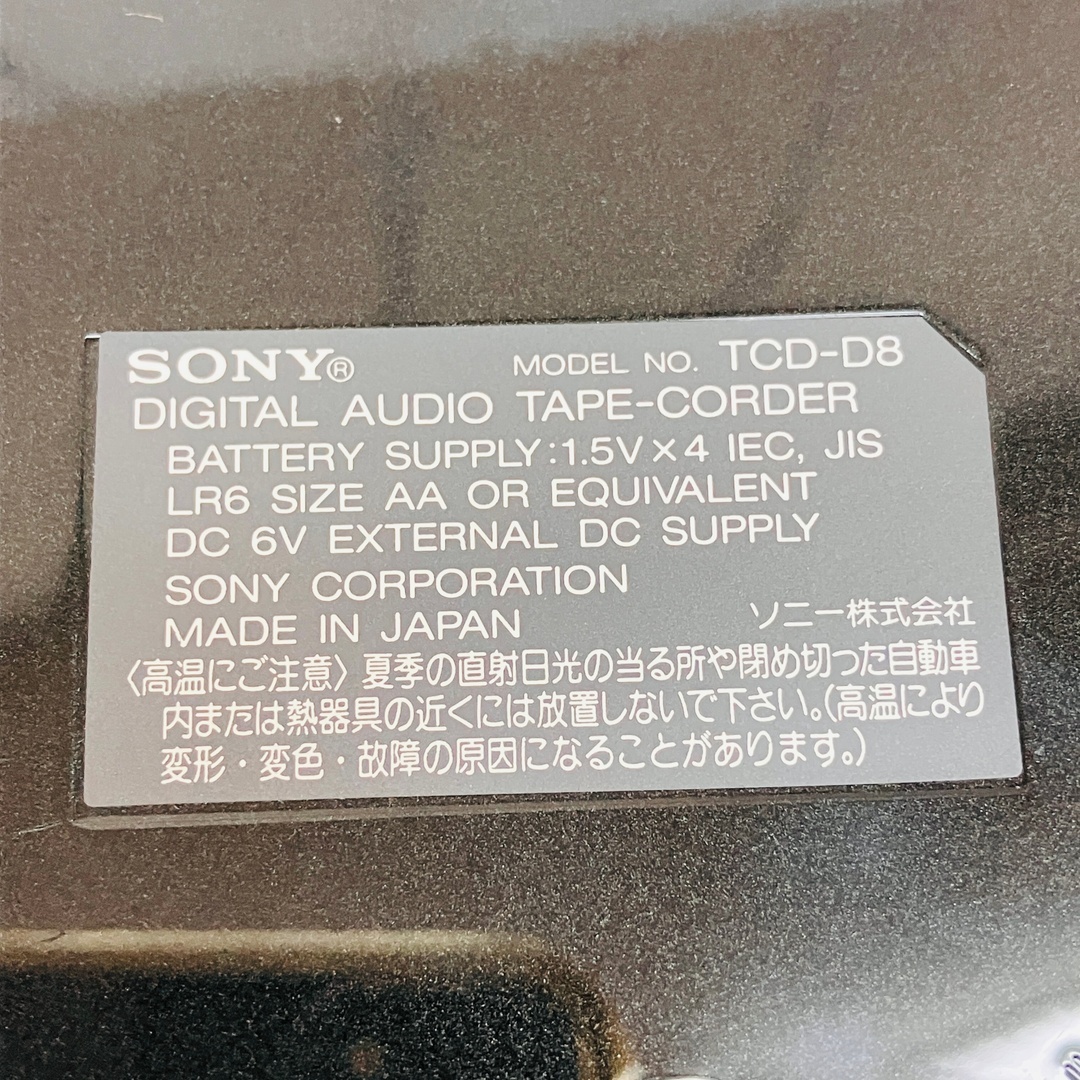 SONY® MODEL NO. TCD-D8
DIGITAL AUDIO TAPE-CORDER
BATTERY SUPPLY:1.5V×4 IEC, JIS
LR6 SIZE AA OR EQUIVALENT
DC 6V EXTERNAL DC SUPPLY
SONY CORPORATION
MADE IN JAPAN ソニー株式会社
〈高温にご注意〉夏季の直射日光の当る所や閉め切った自動車
内または熱器具の近くには放置しないで下さい。(高温により
変形・変色・故障の原因になることがあります。)